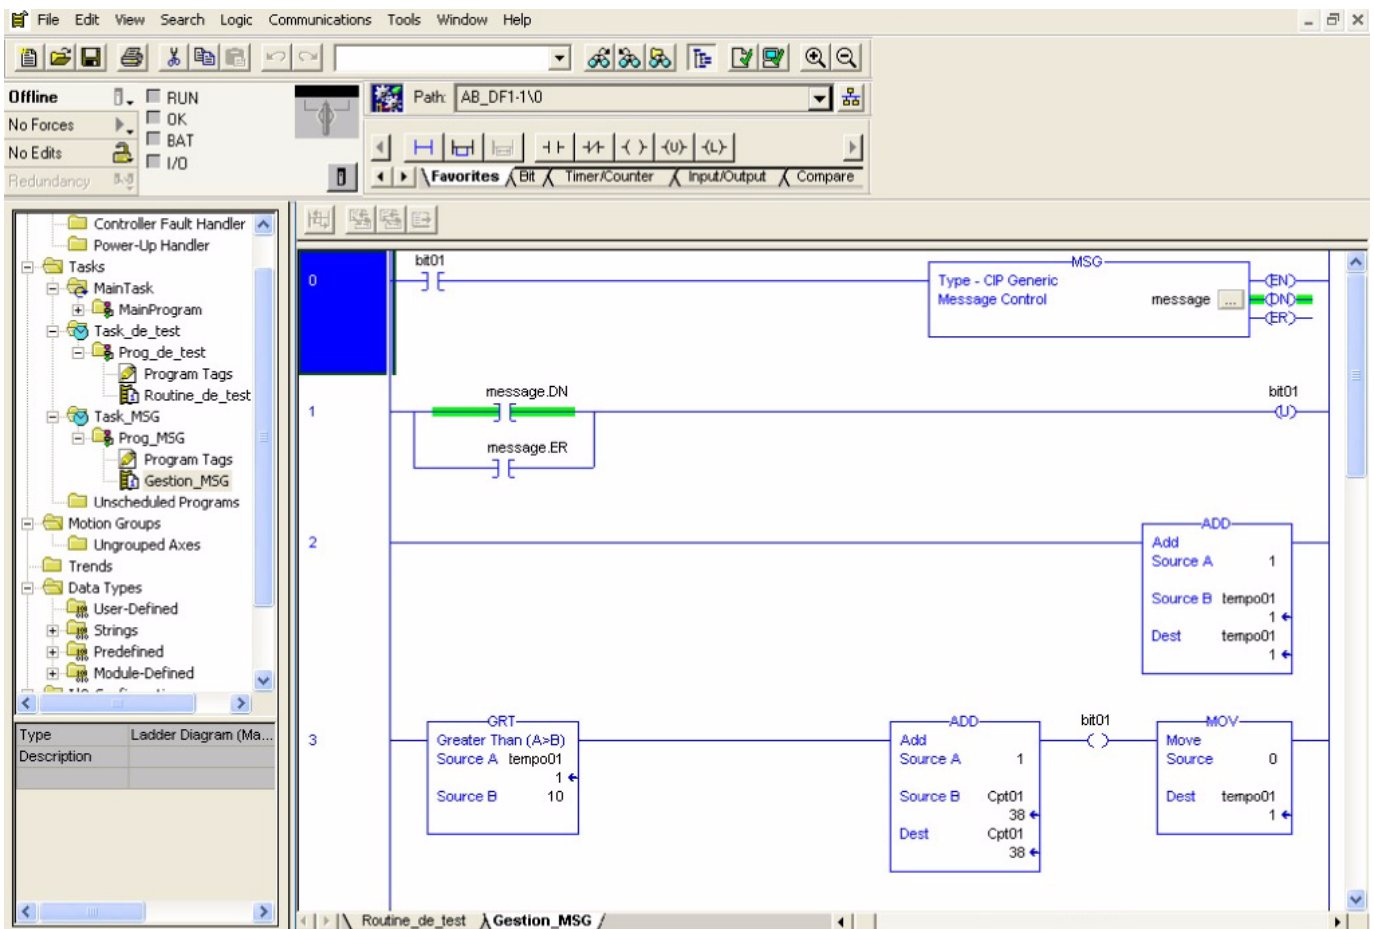 File Edit View Search Logic Communications Tools Window Help
Offline
RUN
No Forces
OK
BAT
No Edits
I/O
Redundancy
Path: AB_DF1-1\0
Favorites Bit Timer/Counter Input/Output Compare
Controller Fault Handler
Power-Up Handler
Tasks
MainTask
MainProgram
Task_de_test
Prog_de_test
Program Tags
Routine_de_test
Task_MSG
Prog_MSG
Program Tags
Gestion_MSG
Unscheduled Programs
Motion Groups
Ungrouped Axes
Trends
Data Types
User-Defined
Strings
Predefined
Module-Defined
Type Ladder Diagram (Ma...
Description
0
bit01
MSG
Type - CIP Generic
Message Control message ...
EN
DN
ER
1
message.DN
bit01
U
message.ER
2
ADD
Add
Source A 1
Source B tempo01
1
Dest tempo01
1
3
GRT
Greater Than (A>B)
Source A tempo01
1
Source B 10
ADD
Add
Source A 1
Source B Cpt01
38
Dest Cpt01
38
bit01
MOV
Move
Source 0
Dest tempo01
1
Routine_de_test Gestion_MSG